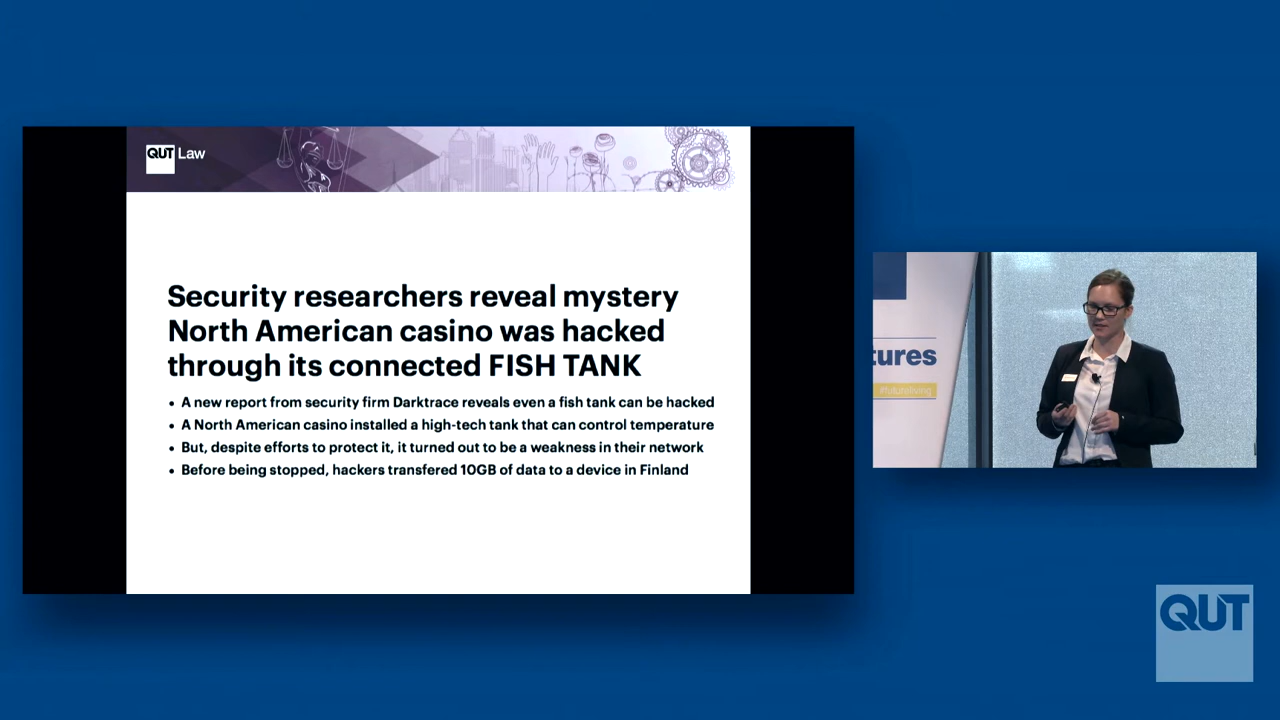 QUT Law
Security researchers reveal mystery
North American casino was hacked
through its connected FISH TANK
• A new report from security firm Darktrace reveals even a fish tank can be hacked
• A North American casino installed a high-tech tank that can control temperature
• But, despite efforts to protect it, it turned out to be a weakness in their network
• Before being stopped, hackers transfered 10GB of data to a device in Finland
tures
#futureliving
QUT